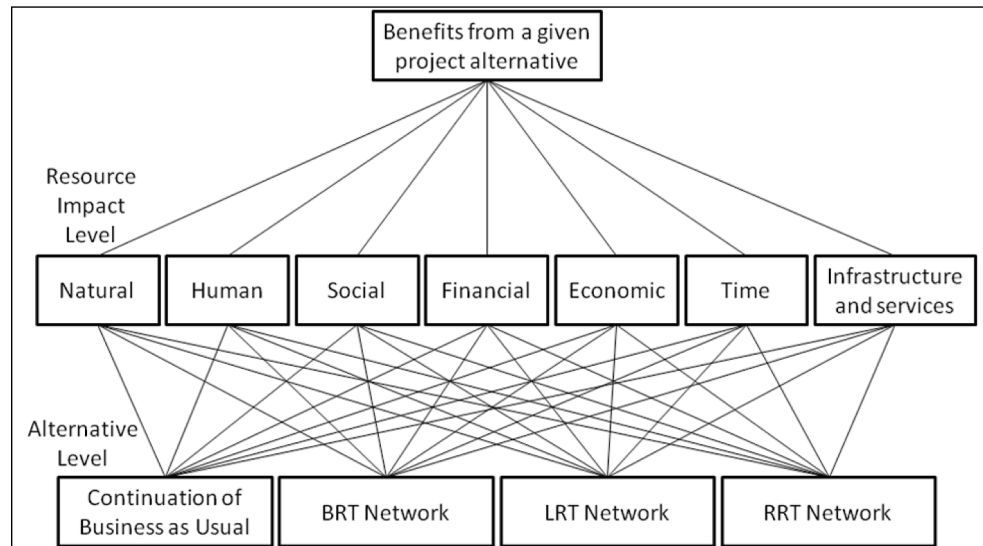 Benefits from a given
project alternative
Resource
Impact
Level
Natural
Human
Social
Financial
Economic
Time
Infrastructure
and services
Alternative
Level
Continuation of
Business as Usual
BRT Network
LRT Network
RRT Network